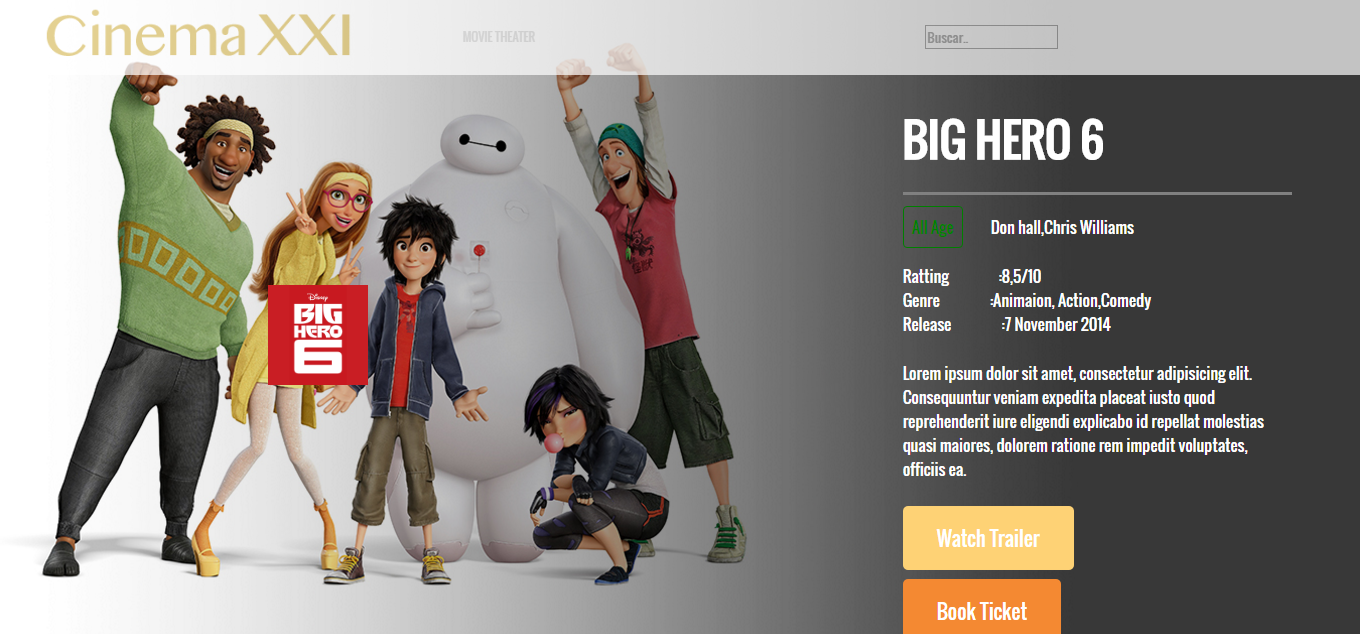 Cinema XXI
MOVIE THEATER
Buscar..
BIG HERO 6
All Age
Don hall,Chris Williams
Ratting :8,5/10
Genre :Animaion, Action,Comedy
Release :7 November 2014
Disney
BIG
HERO
6
Lorem ipsum dolor sit amet, consectetur adipisicing elit.
Consequuntur veniam expedita placeat iusto quod
reprehenderit iure eligendi explicabo id repellat molestias
quasi maiores, dolorem ratione rem impedit voluptates,
officiis ea.
Watch Trailer
Book Ticket